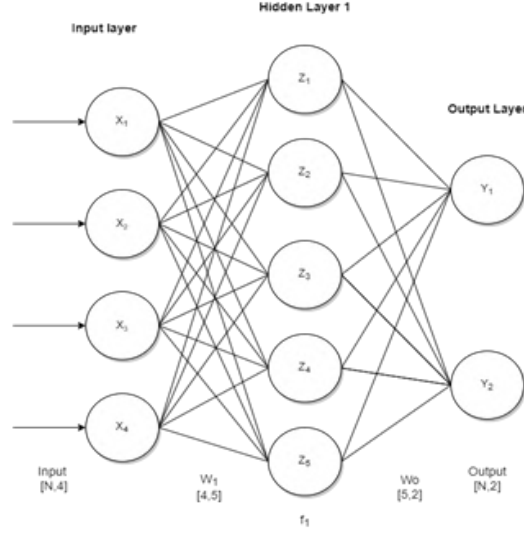 Hidden Layer 1
Input layer
Output Layer
Z₁
X₁
Z₂
Y₁
X₂
Z₃
X₃
Z₄
Y₂
X₄
Z₅
Input
[N,4]
W₁
[4,5]
Wo
[5,2]
Output
[N,2]
f₁